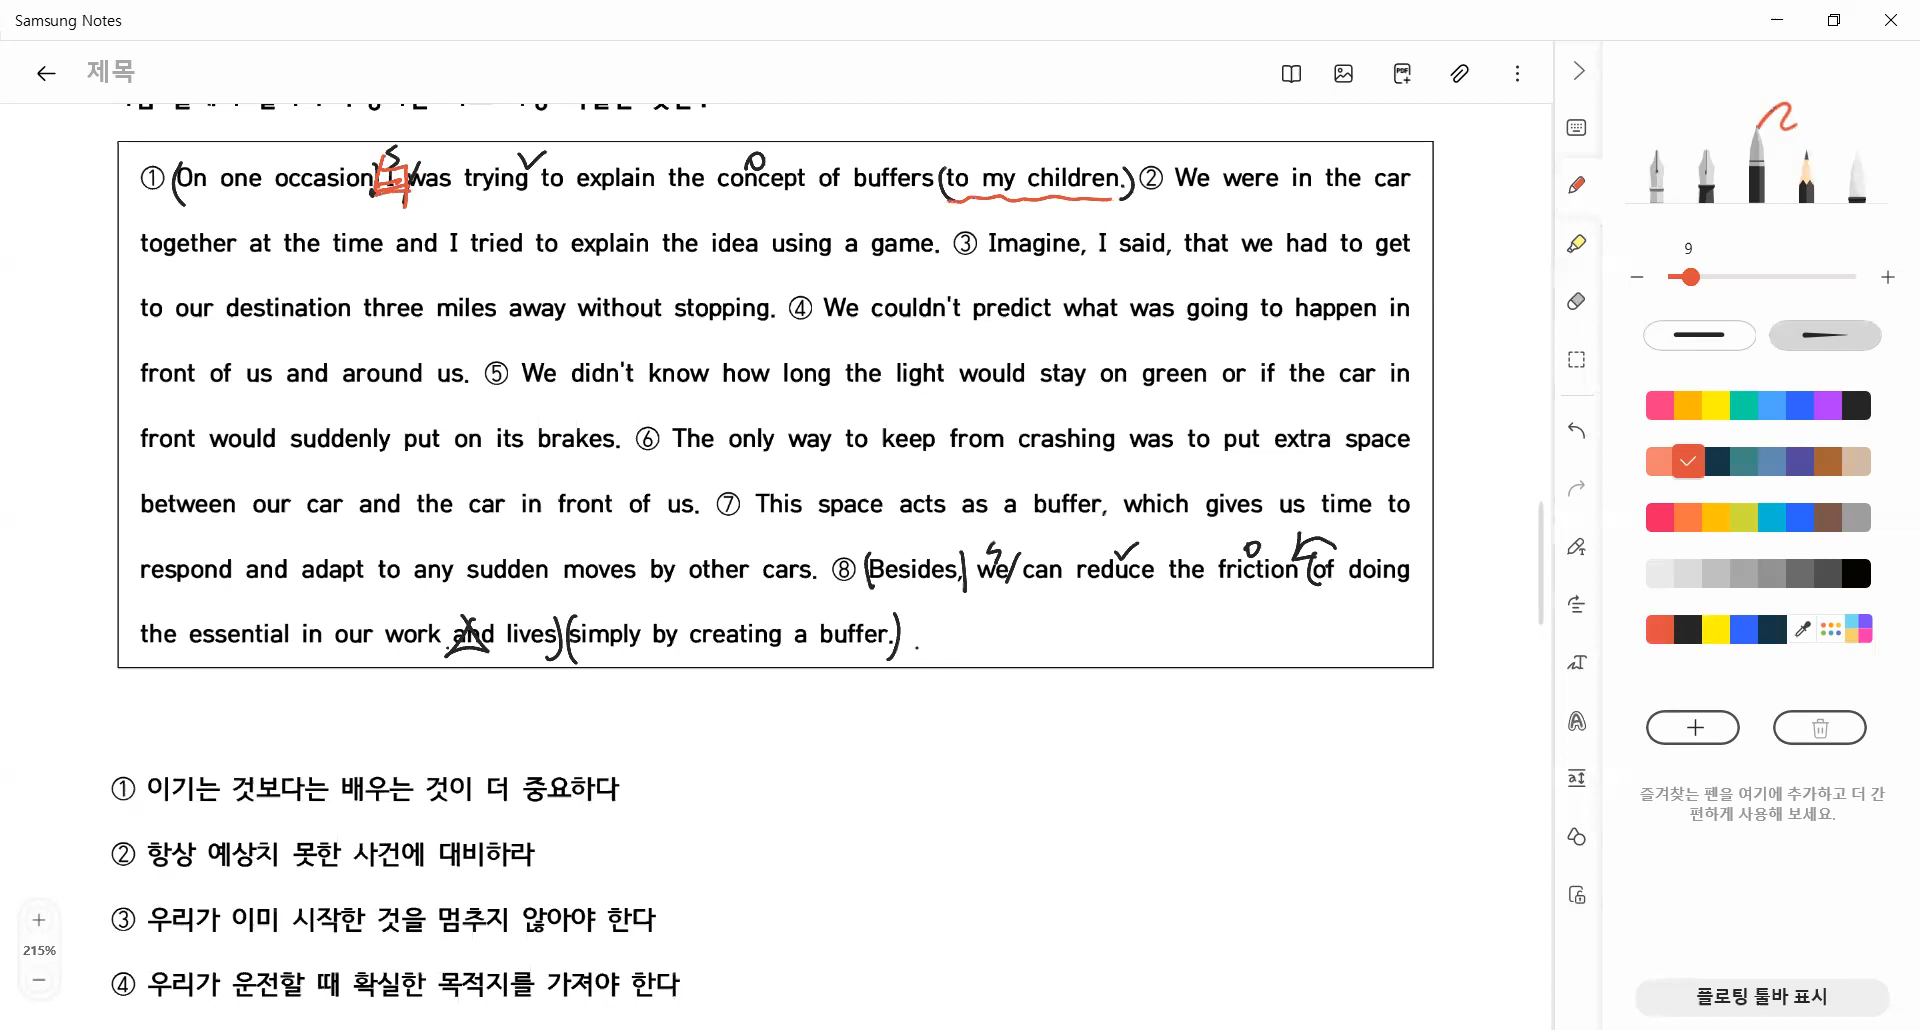 Samsung Notes
제목
① On one occasion, I was trying to explain the concept of buffers to my children. ② We were in the car
together at the time and I tried to explain the idea using a game. ③ Imagine, I said, that we had to get
to our destination three miles away without stopping. ④ We couldn't predict what was going to happen in
front of us and around us. ⑤ We didn't know how long the light would stay on green or if the car in
front would suddenly put on its brakes. ⑥ The only way to keep from crashing was to put extra space
between our car and the car in front of us. ⑦ This space acts as a buffer, which gives us time to
respond and adapt to any sudden moves by other cars. ⑧ Besides, we can reduce the friction of doing
the essential in our work and lives simply by creating a buffer. .
① 이기는 것보다는 배우는 것이 더 중요하다
② 항상 예상치 못한 사건에 대비하라
③ 우리가 이미 시작한 것을 멈추지 않아야 한다
④ 우리가 운전할 때 확실한 목적지를 가져야 한다
215%
PDF
9
즐겨찾는 펜을 여기에 추가하고 더 간
편하게 사용해 보세요.
플로팅 툴바 표시